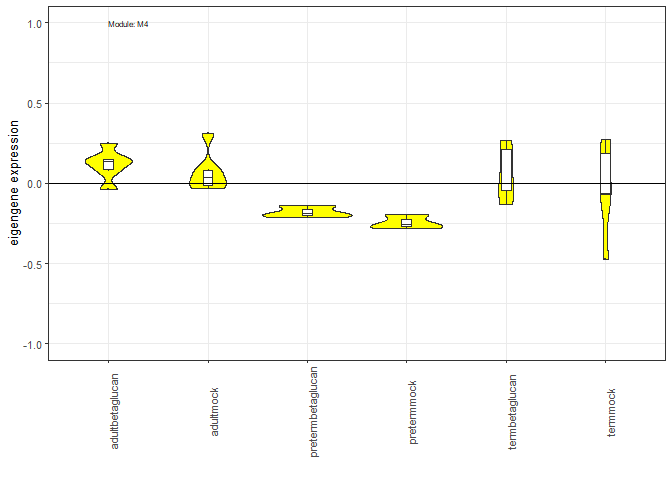 Module: M4
1.0
0.5
0.0
-0.5
-1.0
eigengene expression
adultbetaglucan
adultmock
pretermbetaglucan
pretermmock
termbetaglucan
termmock